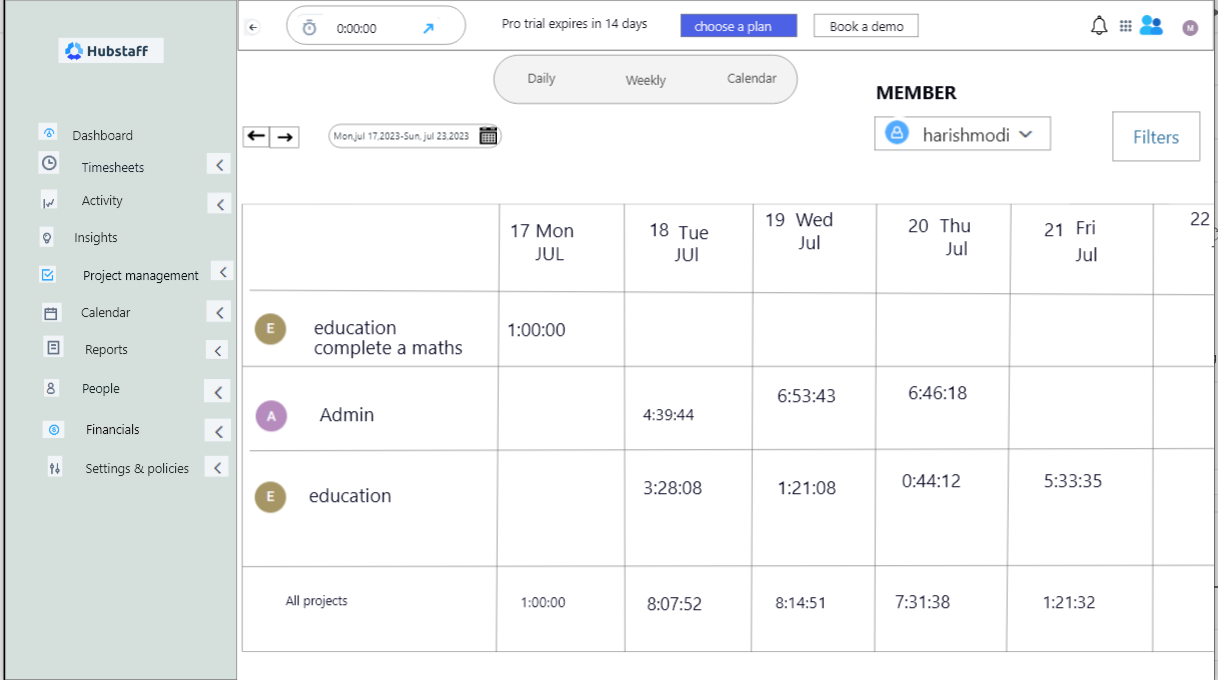 Hubstaff
0:00:00
Pro trial expires in 14 days
choose a plan
Book a demo
M
Daily
Weekly
Calendar
MEMBER
Mon,jul 17,2023-Sun, jul 23,2023
harishmodi
Filters
Dashboard
Timesheets
Activity
Insights
Project management
Calendar
Reports
People
Financials
Settings & policies
17 Mon
JUL
18 Tue
JUl
19 Wed
Jul
20 Thu
Jul
21 Fri
Jul
22
E
education
complete a maths
1:00:00
A
Admin
4:39:44
6:53:43
6:46:18
E
education
3:28:08
1:21:08
0:44:12
5:33:35
All projects
1:00:00
8:07:52
8:14:51
7:31:38
1:21:32